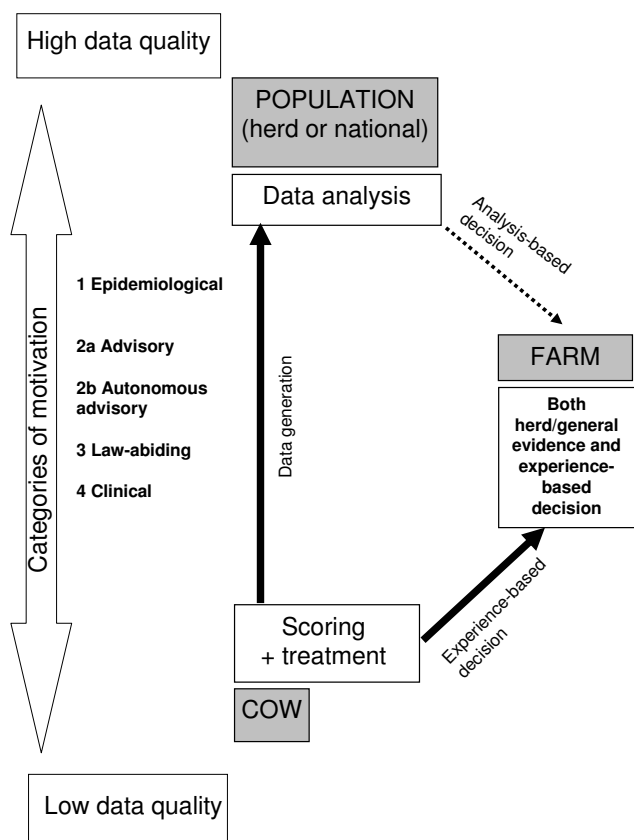 High data quality
POPULATION
(herd or national)
Data analysis
Analysis-based
decision
Categories of motivation
1 Epidemiological
2a Advisory
2b Autonomous
advisory
3 Law-abiding
4 Clinical
Data generation
FARM
Both
herd/general
evidence and
experience-
based
decision
Scoring
+ treatment
Experience-based
decision
COW
Low data quality